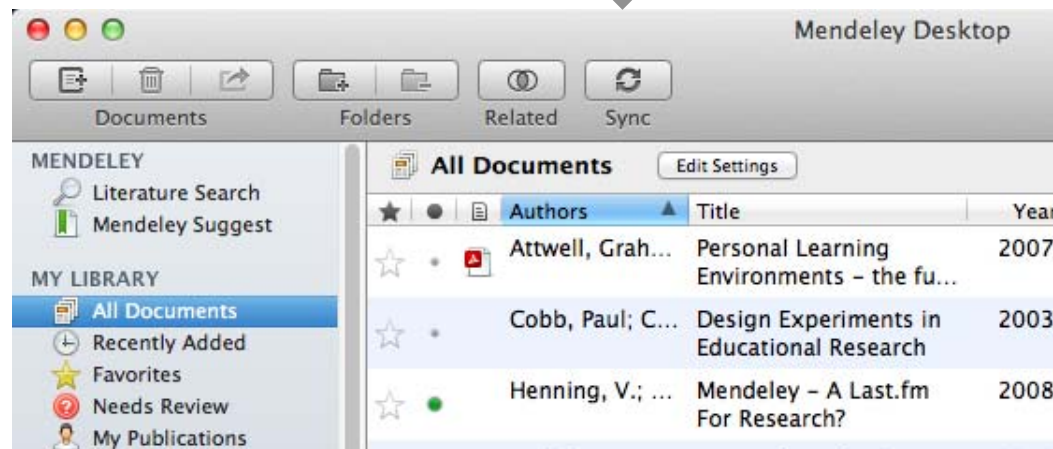 Mendeley Desktop
Documents
Folders
Related
Sync
MENDELEY
Literature Search
Mendeley Suggest
MY LIBRARY
All Documents
Recently Added
Favorites
Needs Review
My Publications
All Documents
Edit Settings
Authors
Title
Year
Attwell, Grah...
Personal Learning
Environments – the fu...
2007
Cobb, Paul; C...
Design Experiments in
Educational Research
2003
Henning, V.; ...
Mendeley – A Last.fm
For Research?
2008